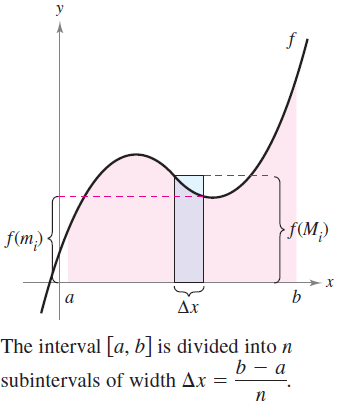 y
f
f(mᵢ)
f(Mᵢ)
x
a
b
Δx
The interval [a, b] is divided into n
subintervals of width Δx = (b − a)/n.